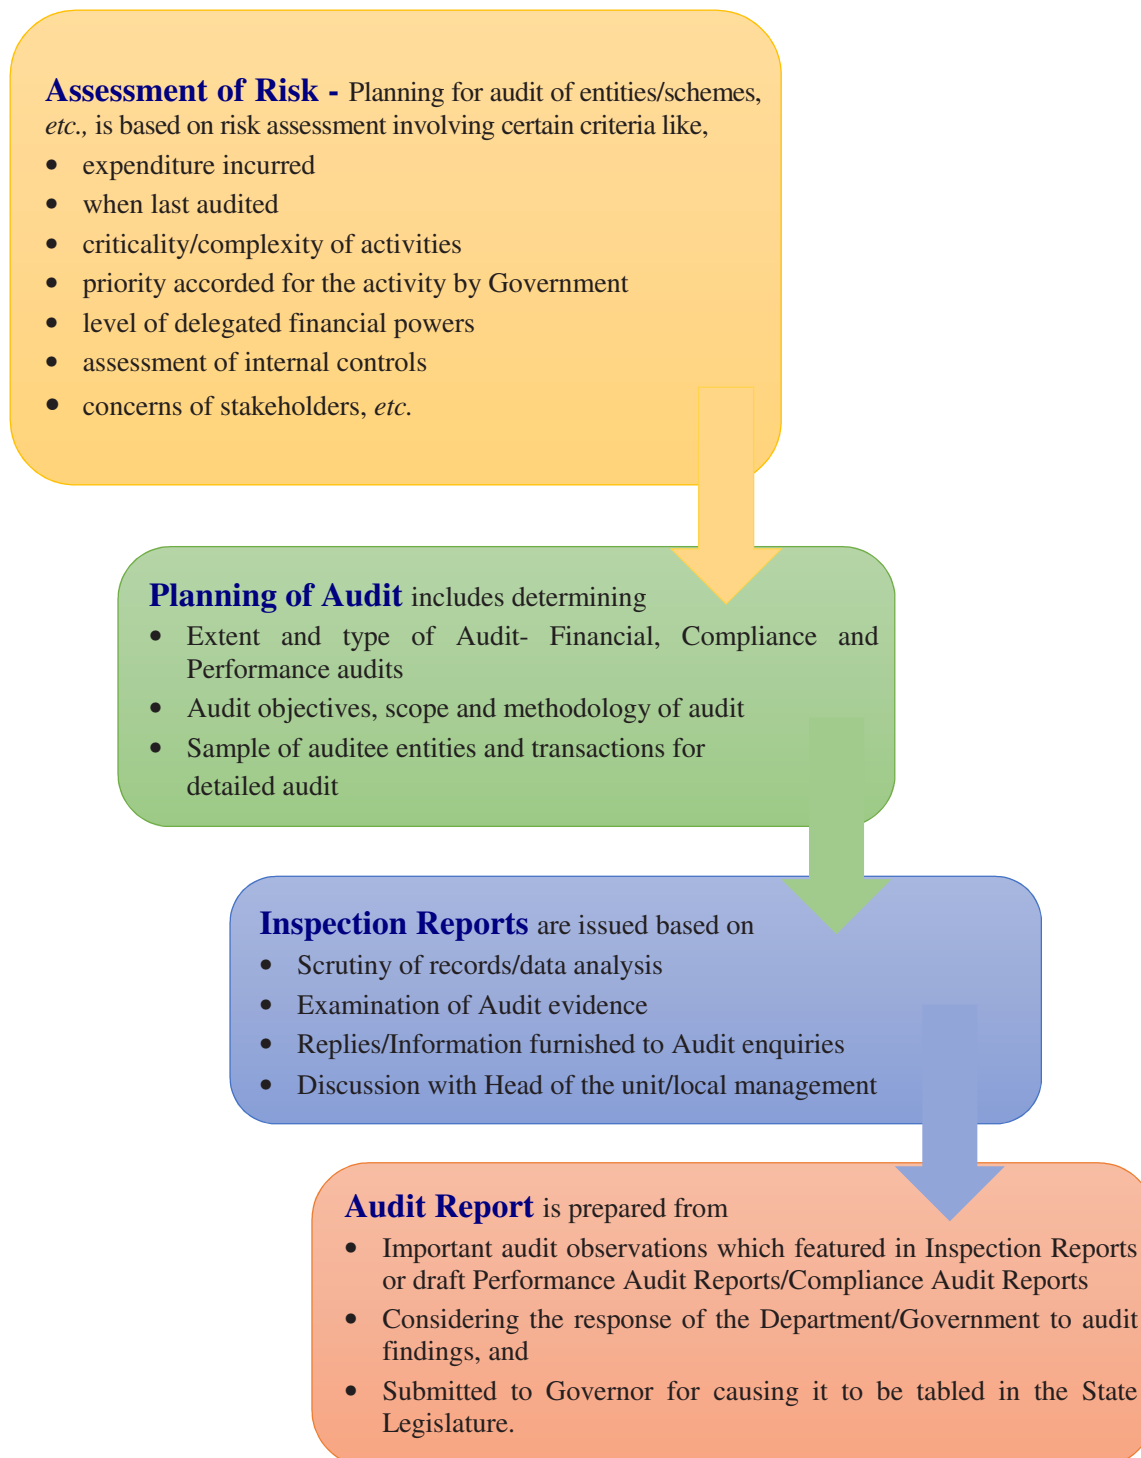 Assessment of Risk - Planning for audit of entities/schemes,
etc., is based on risk assessment involving certain criteria like,
• expenditure incurred
• when last audited
• criticality/complexity of activities
• priority accorded for the activity by Government
• level of delegated financial powers
• assessment of internal controls
• concerns of stakeholders, etc.
Planning of Audit includes determining
• Extent and type of Audit- Financial, Compliance and
Performance audits
• Audit objectives, scope and methodology of audit
• Sample of auditee entities and transactions for
detailed audit
Inspection Reports are issued based on
• Scrutiny of records/data analysis
• Examination of Audit evidence
• Replies/Information furnished to Audit enquiries
• Discussion with Head of the unit/local management
Audit Report is prepared from
• Important audit observations which featured in Inspection Reports
or draft Performance Audit Reports/Compliance Audit Reports
• Considering the response of the Department/Government to audit
findings, and
• Submitted to Governor for causing it to be tabled in the State
Legislature.